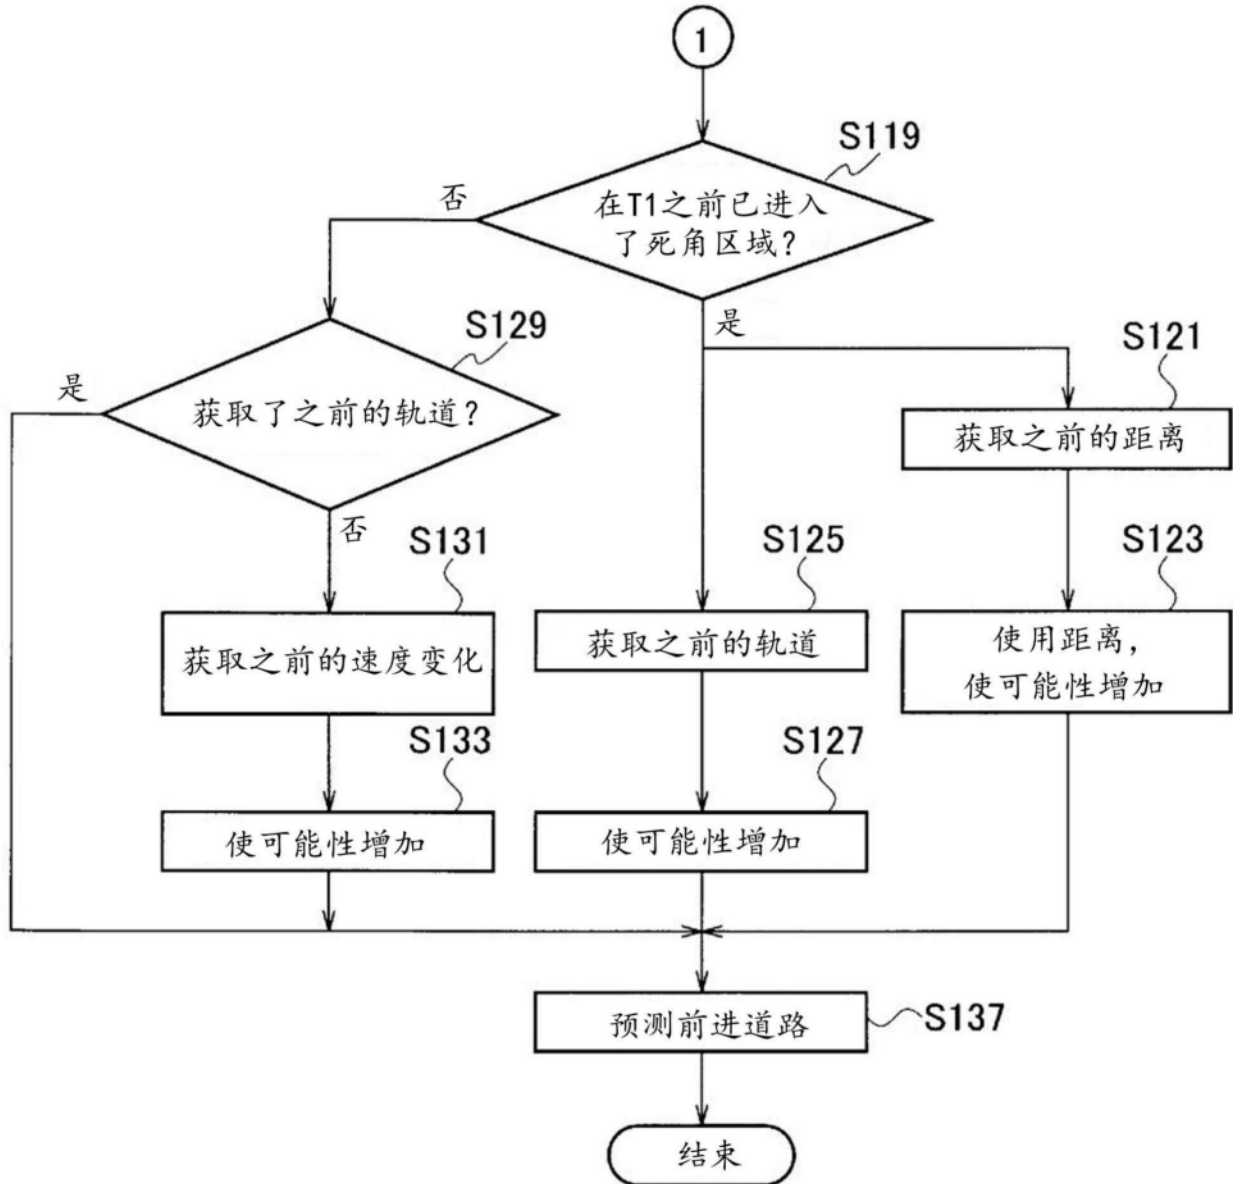 1
S119
否
在T1之前已进入
了死角区域?
是
S129
S121
是
获取了之前的轨道?
获取之前的距离
否
S131
S125
S123
获取之前的速度变化
获取之前的轨道
使用距离,
使可能性增加
S133
S127
使可能性增加
使可能性增加
预测前进道路
S137
结束